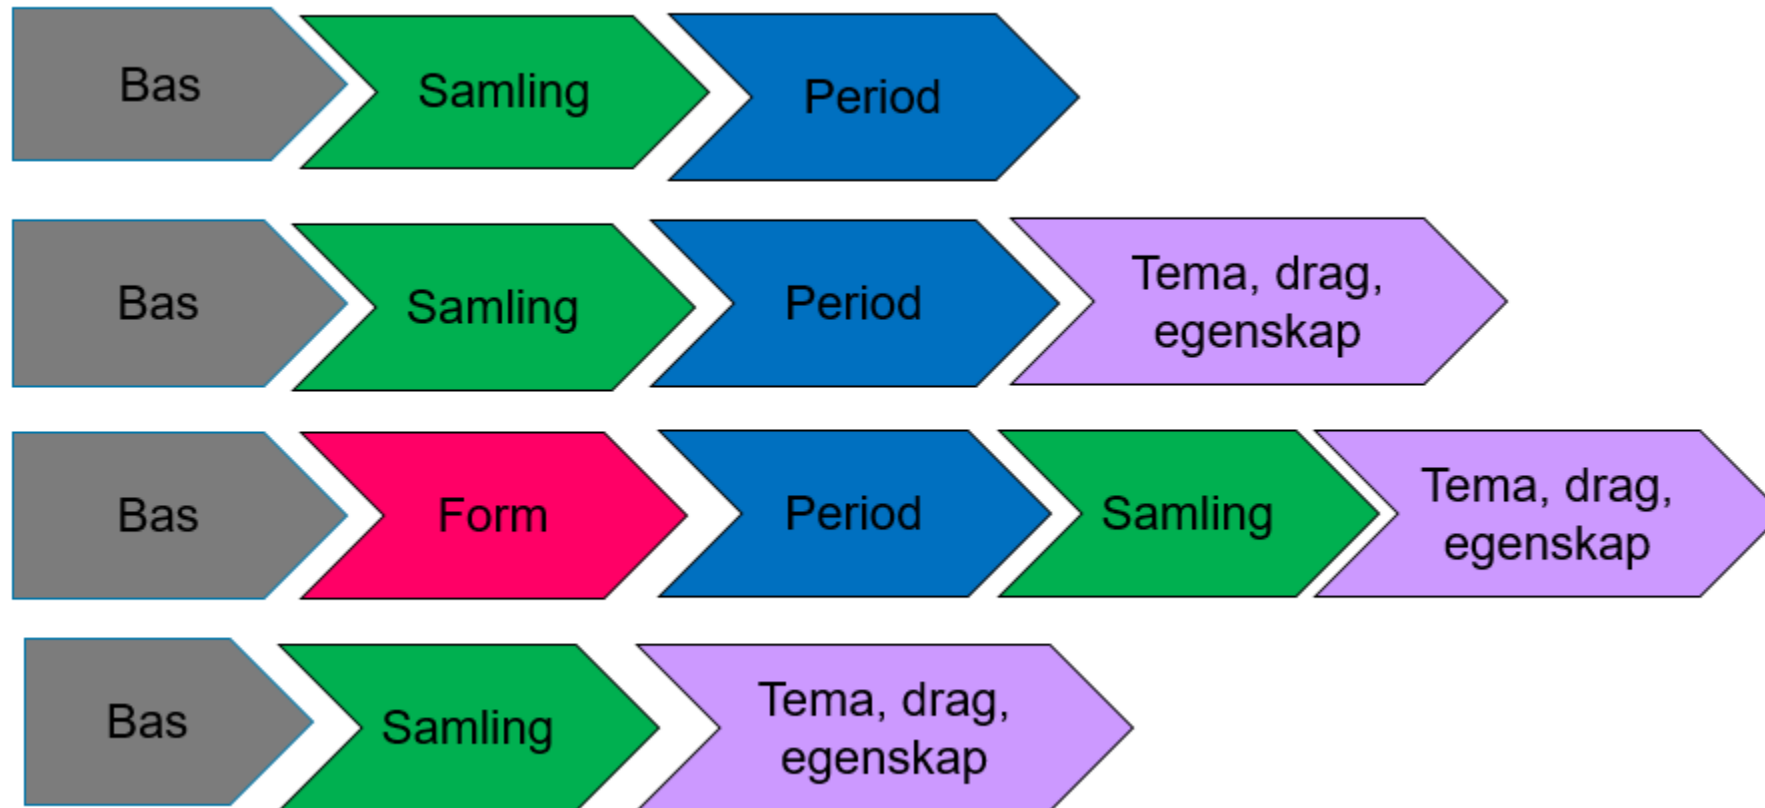 Bas
Samling
Period
Bas
Samling
Period
Tema, drag,
egenskap
Bas
Form
Period
Samling
Tema, drag,
egenskap
Bas
Samling
Tema, drag,
egenskap